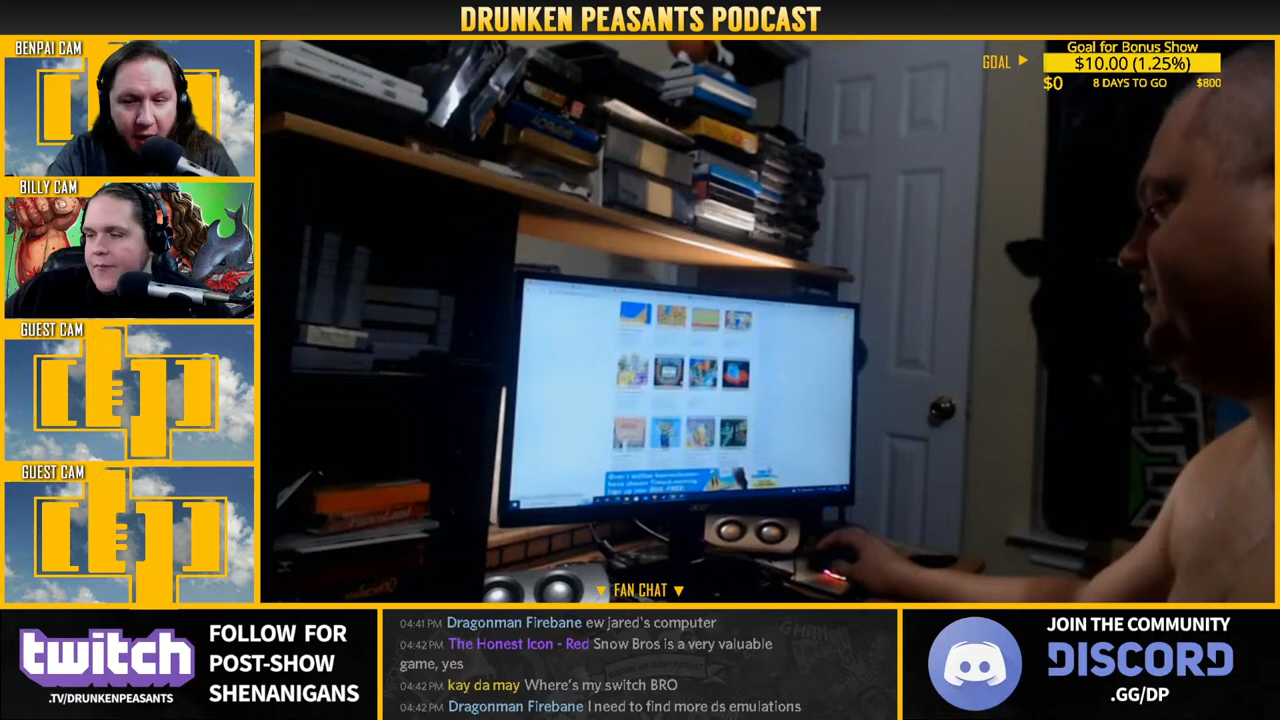 DRUNKEN PEASANTS PODCAST
BENPAI CAM
BILLY CAM
GUEST CAM
GUEST CAM
GOAL
Goal for Bonus Show
$10.00 (1.25%)
$0 8 DAYS TO GO $800
FAN CHAT
twitch
.TV/DRUNKENPEASANTS
FOLLOW FOR
POST-SHOW
SHENANIGANS
04:41 PM Dragonman Firebane ew jared's computer
04:42 PM The Honest Icon - Red Snow Bros is a very valuable
game, yes
04:42 PM kay da may Where's my switch BRO
04:42 PM Dragonman Firebane I need to find more ds emulations
JOIN THE COMMUNITY
DISCORD
.GG/DP